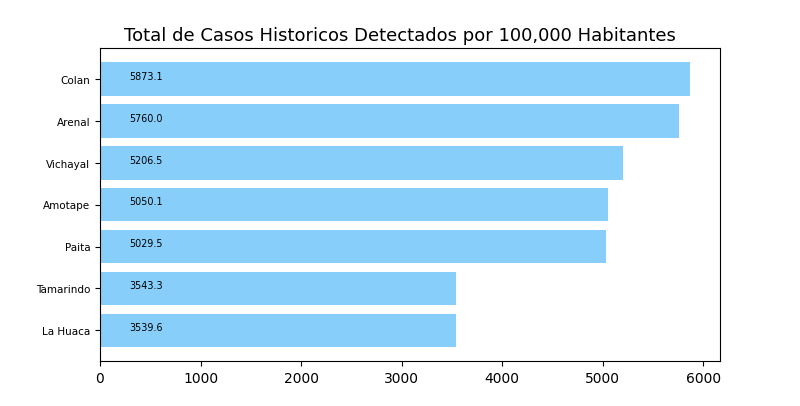 Total de Casos Historicos Detectados por 100,000 Habitantes
Colan 5873.1
Arenal 5760.0
Vichayal 5206.5
Amotape 5050.1
Paita 5029.5
Tamarindo 3543.3
La Huaca 3539.6
0 1000 2000 3000 4000 5000 6000